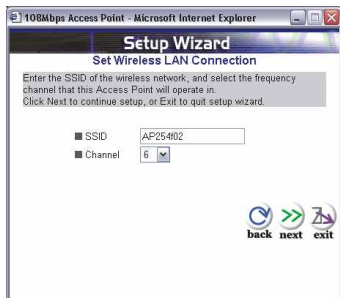 108Mbps Access Point - Microsoft Internet Explorer
Setup Wizard
Set Wireless LAN Connection
Enter the SSID of the wireless network, and select the frequency
channel that this Access Point will operate in.
Click Next to continue setup, or Exit to quit setup wizard.
SSID AP254f02
Channel 6
back next exit